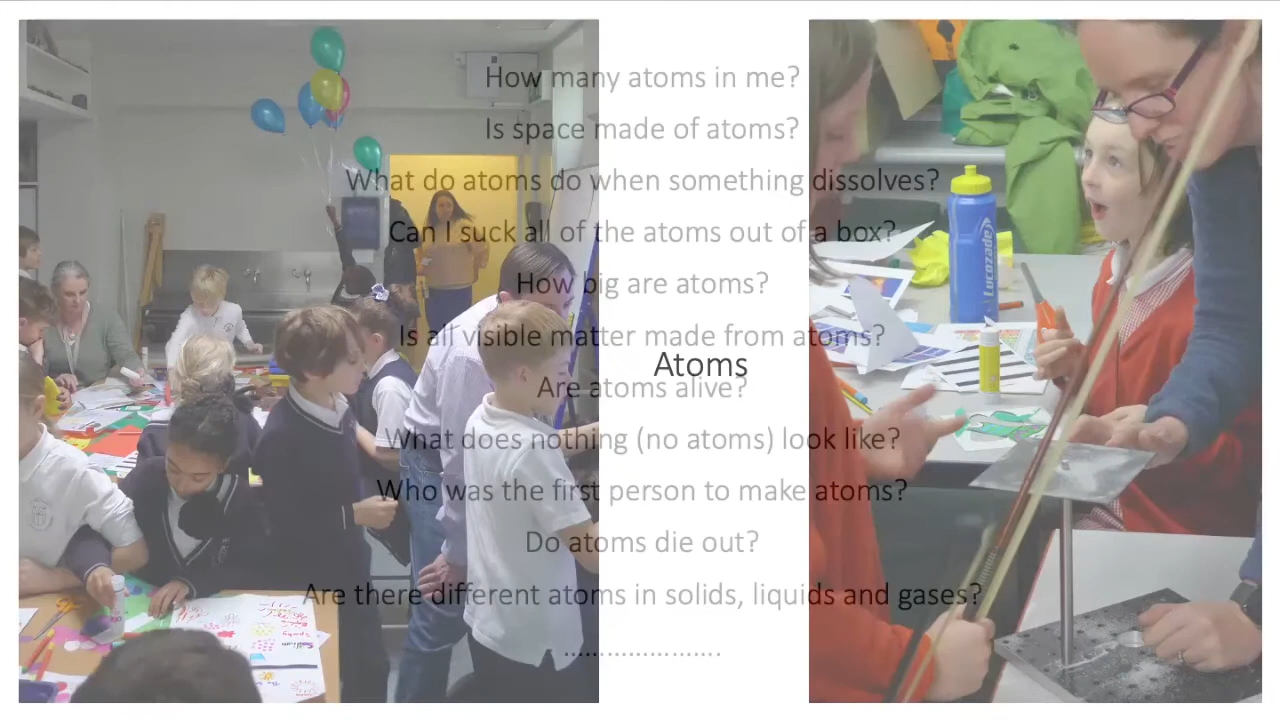 How many atoms in me?
Is space made of atoms?
What do atoms do when something dissolves?
Can I suck all of the atoms out of a box?
How big are atoms?
Is all visible matter made from atoms?
Atoms
Are atoms alive?
What does nothing (no atoms) look like?
Who was the first person to make atoms?
Do atoms die out?
Are there different atoms in solids, liquids and gases?
.....................
Lucozade